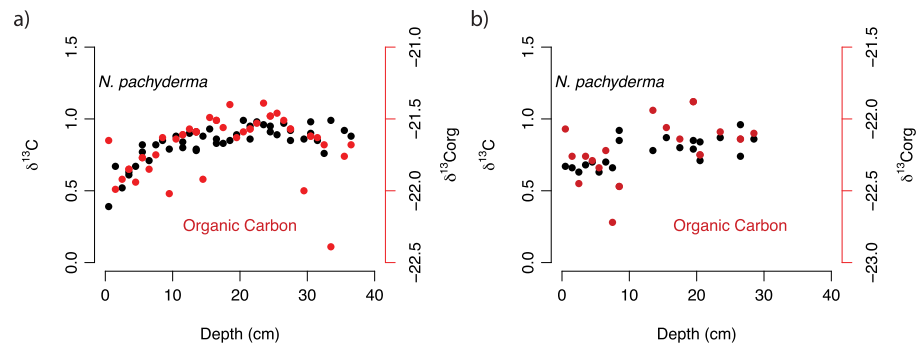 a)
1.5
1.0
0.5
0.0
δ13C
N. pachyderma
Organic Carbon
−21.0
−21.5
−22.0
−22.5
δ13Corg
0 10 20 30 40
Depth (cm)
b)
1.5
1.0
0.5
0.0
δ13C
N. pachyderma
Organic Carbon
−21.5
−22.0
−22.5
−23.0
δ13Corg
0 10 20 30 40
Depth (cm)